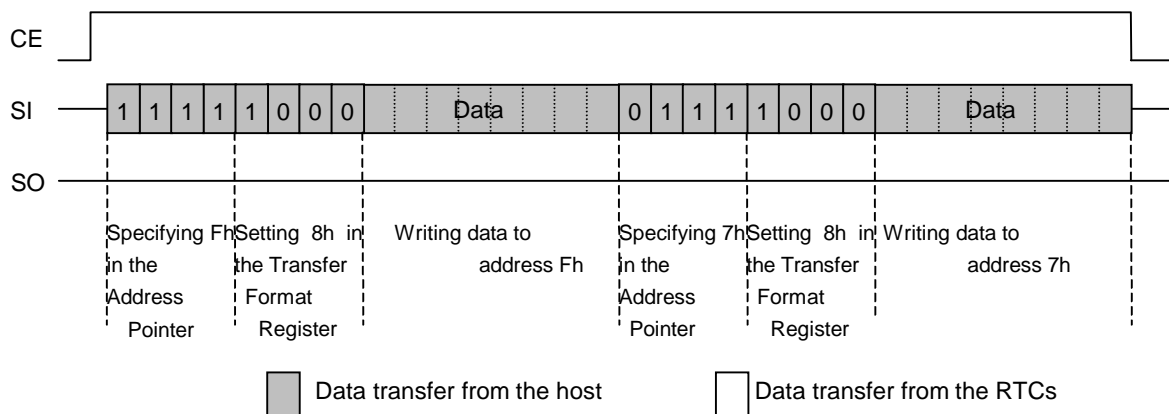 CE
SI 1 1 1 1 1 0 0 0 Data 0 1 1 1 1 0 0 0 Data
SO
Specifying Fh Setting 8h in Writing data to Specifying 7h Setting 8h in Writing data to
in the the Transfer address Fh in the the Transfer address 7h
Address Format Address Format
Pointer Register Pointer Register
Data transfer from the host Data transfer from the RTCs